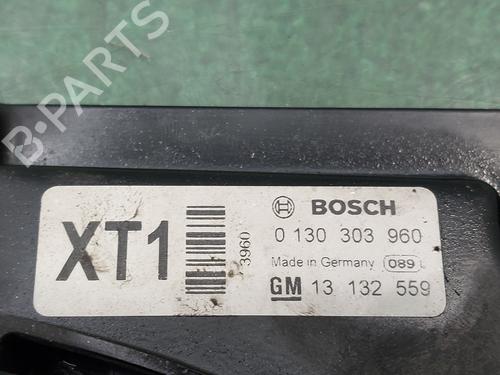 B-PARTS
XT1
3960
BOSCH
0 130 303 960
Made in Germany 089 L
GM 13 132 559